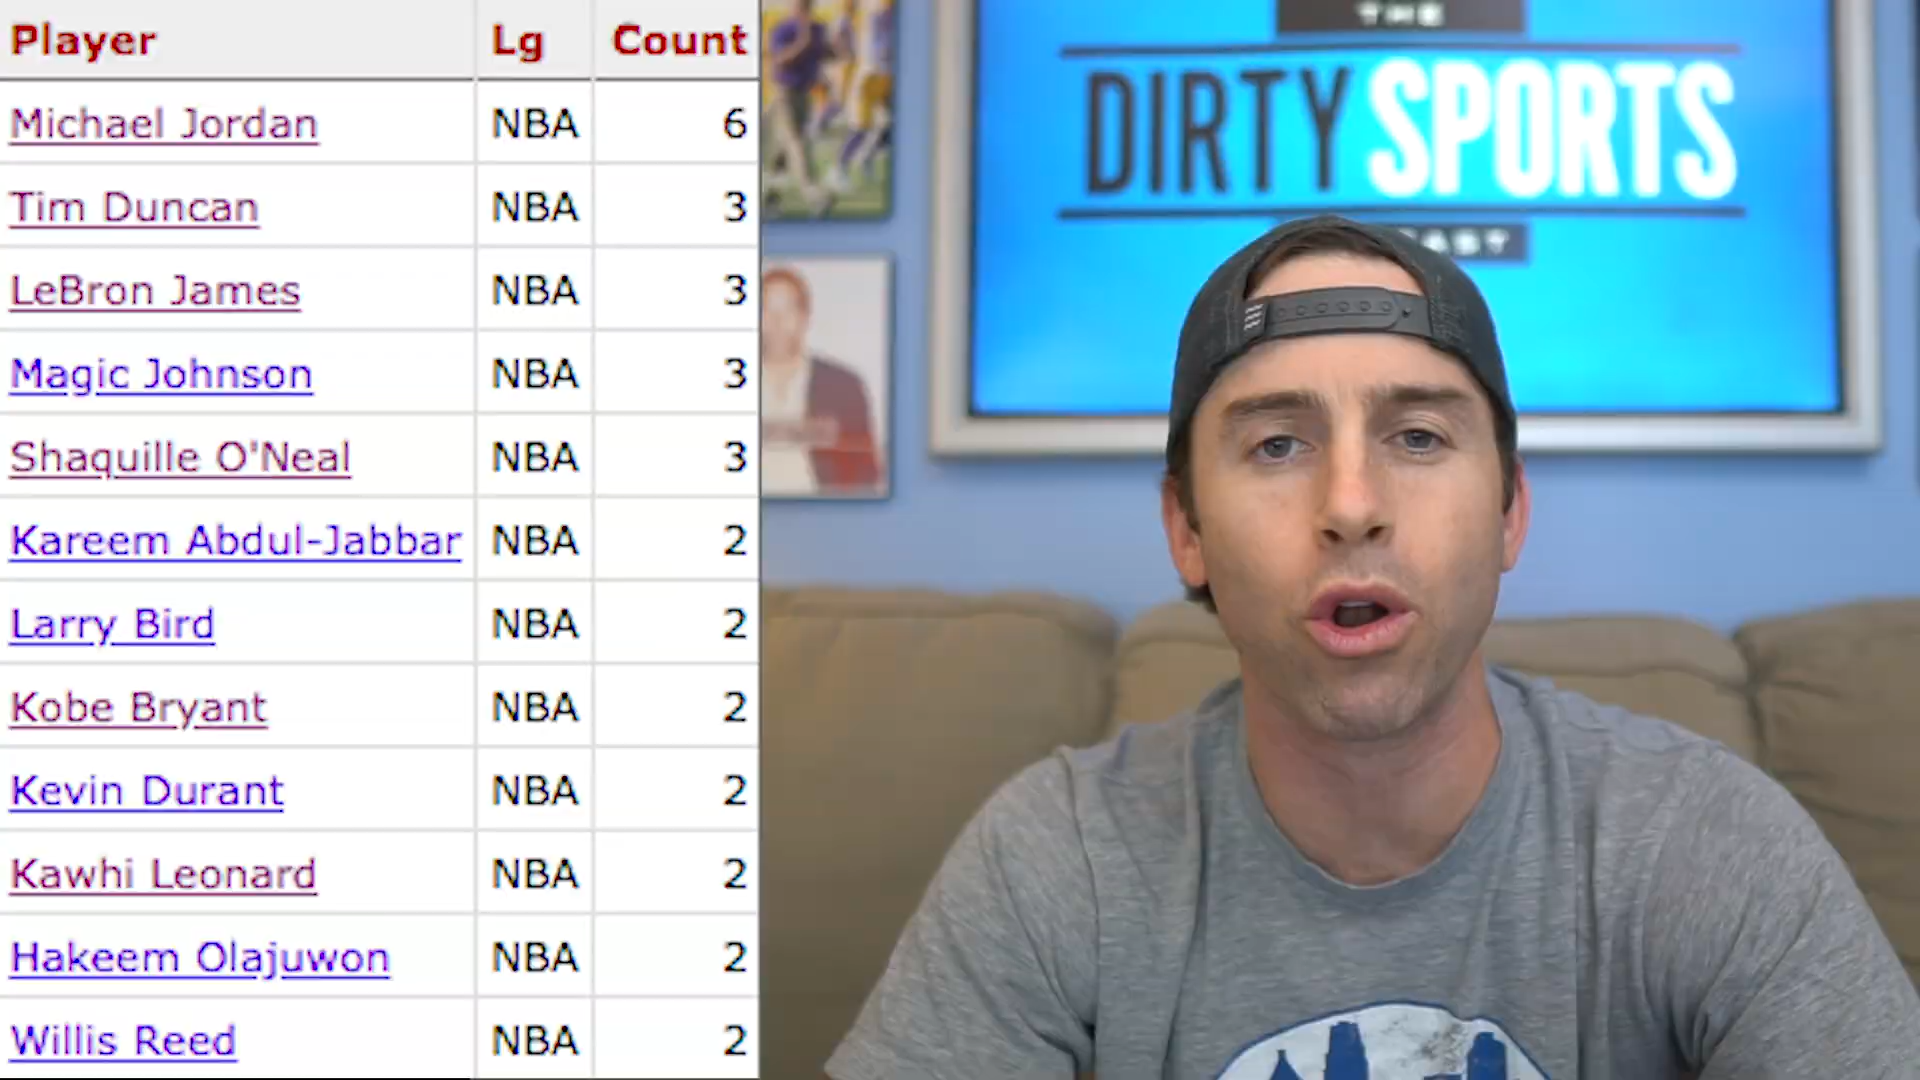 Player Lg Count
Michael Jordan NBA 6
Tim Duncan NBA 3
LeBron James NBA 3
Magic Johnson NBA 3
Shaquille O'Neal NBA 3
Kareem Abdul-Jabbar NBA 2
Larry Bird NBA 2
Kobe Bryant NBA 2
Kevin Durant NBA 2
Kawhi Leonard NBA 2
Hakeem Olajuwon NBA 2
Willis Reed NBA 2
THE
DIRTY SPORTS